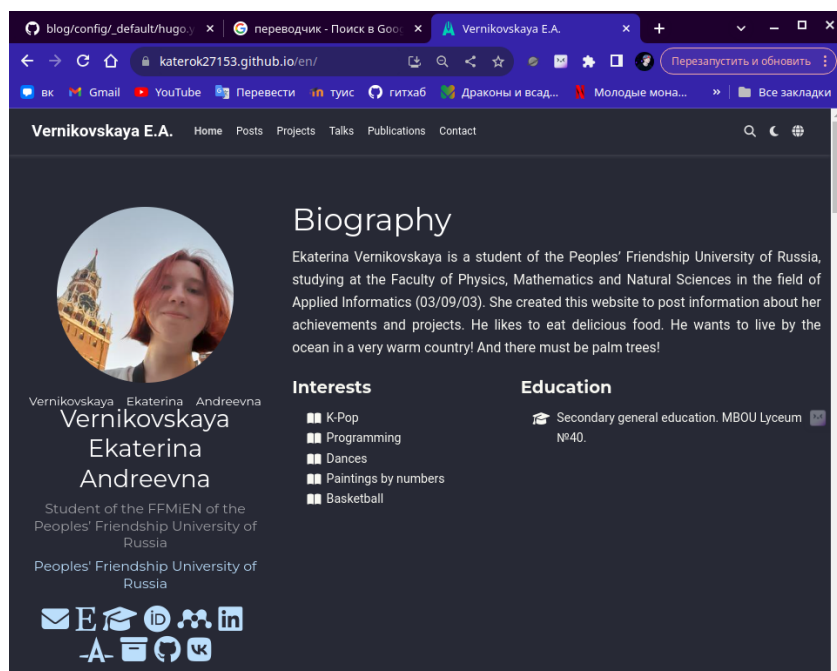 blog/config/_default/hugo.y
переводчик - Поиск в Goog
Vernikovskaya E.A.
katerok27153.github.io/en/
Перезапустить и обновить
вк
Gmail
YouTube
Перевести
туис
гитхаб
Драконы и всад...
Молодые мона...
»
Все закладки
Vernikovskaya E.A. Home Posts Projects Talks Publications Contact
Vernikovskaya Ekaterina Andreevna
Vernikovskaya
Ekaterina
Andreevna
Student of the FFMiEN of the
Peoples' Friendship University of
Russia
Peoples' Friendship University of
Russia
Biography
Ekaterina Vernikovskaya is a student of the Peoples' Friendship University of Russia,
studying at the Faculty of Physics, Mathematics and Natural Sciences in the field of
Applied Informatics (03/09/03). She created this website to post information about her
achievements and projects. He likes to eat delicious food. He wants to live by the
ocean in a very warm country! And there must be palm trees!
Interests
K-Pop
Programming
Dances
Paintings by numbers
Basketball
Education
Secondary general education. MBOU Lyceum
№40.